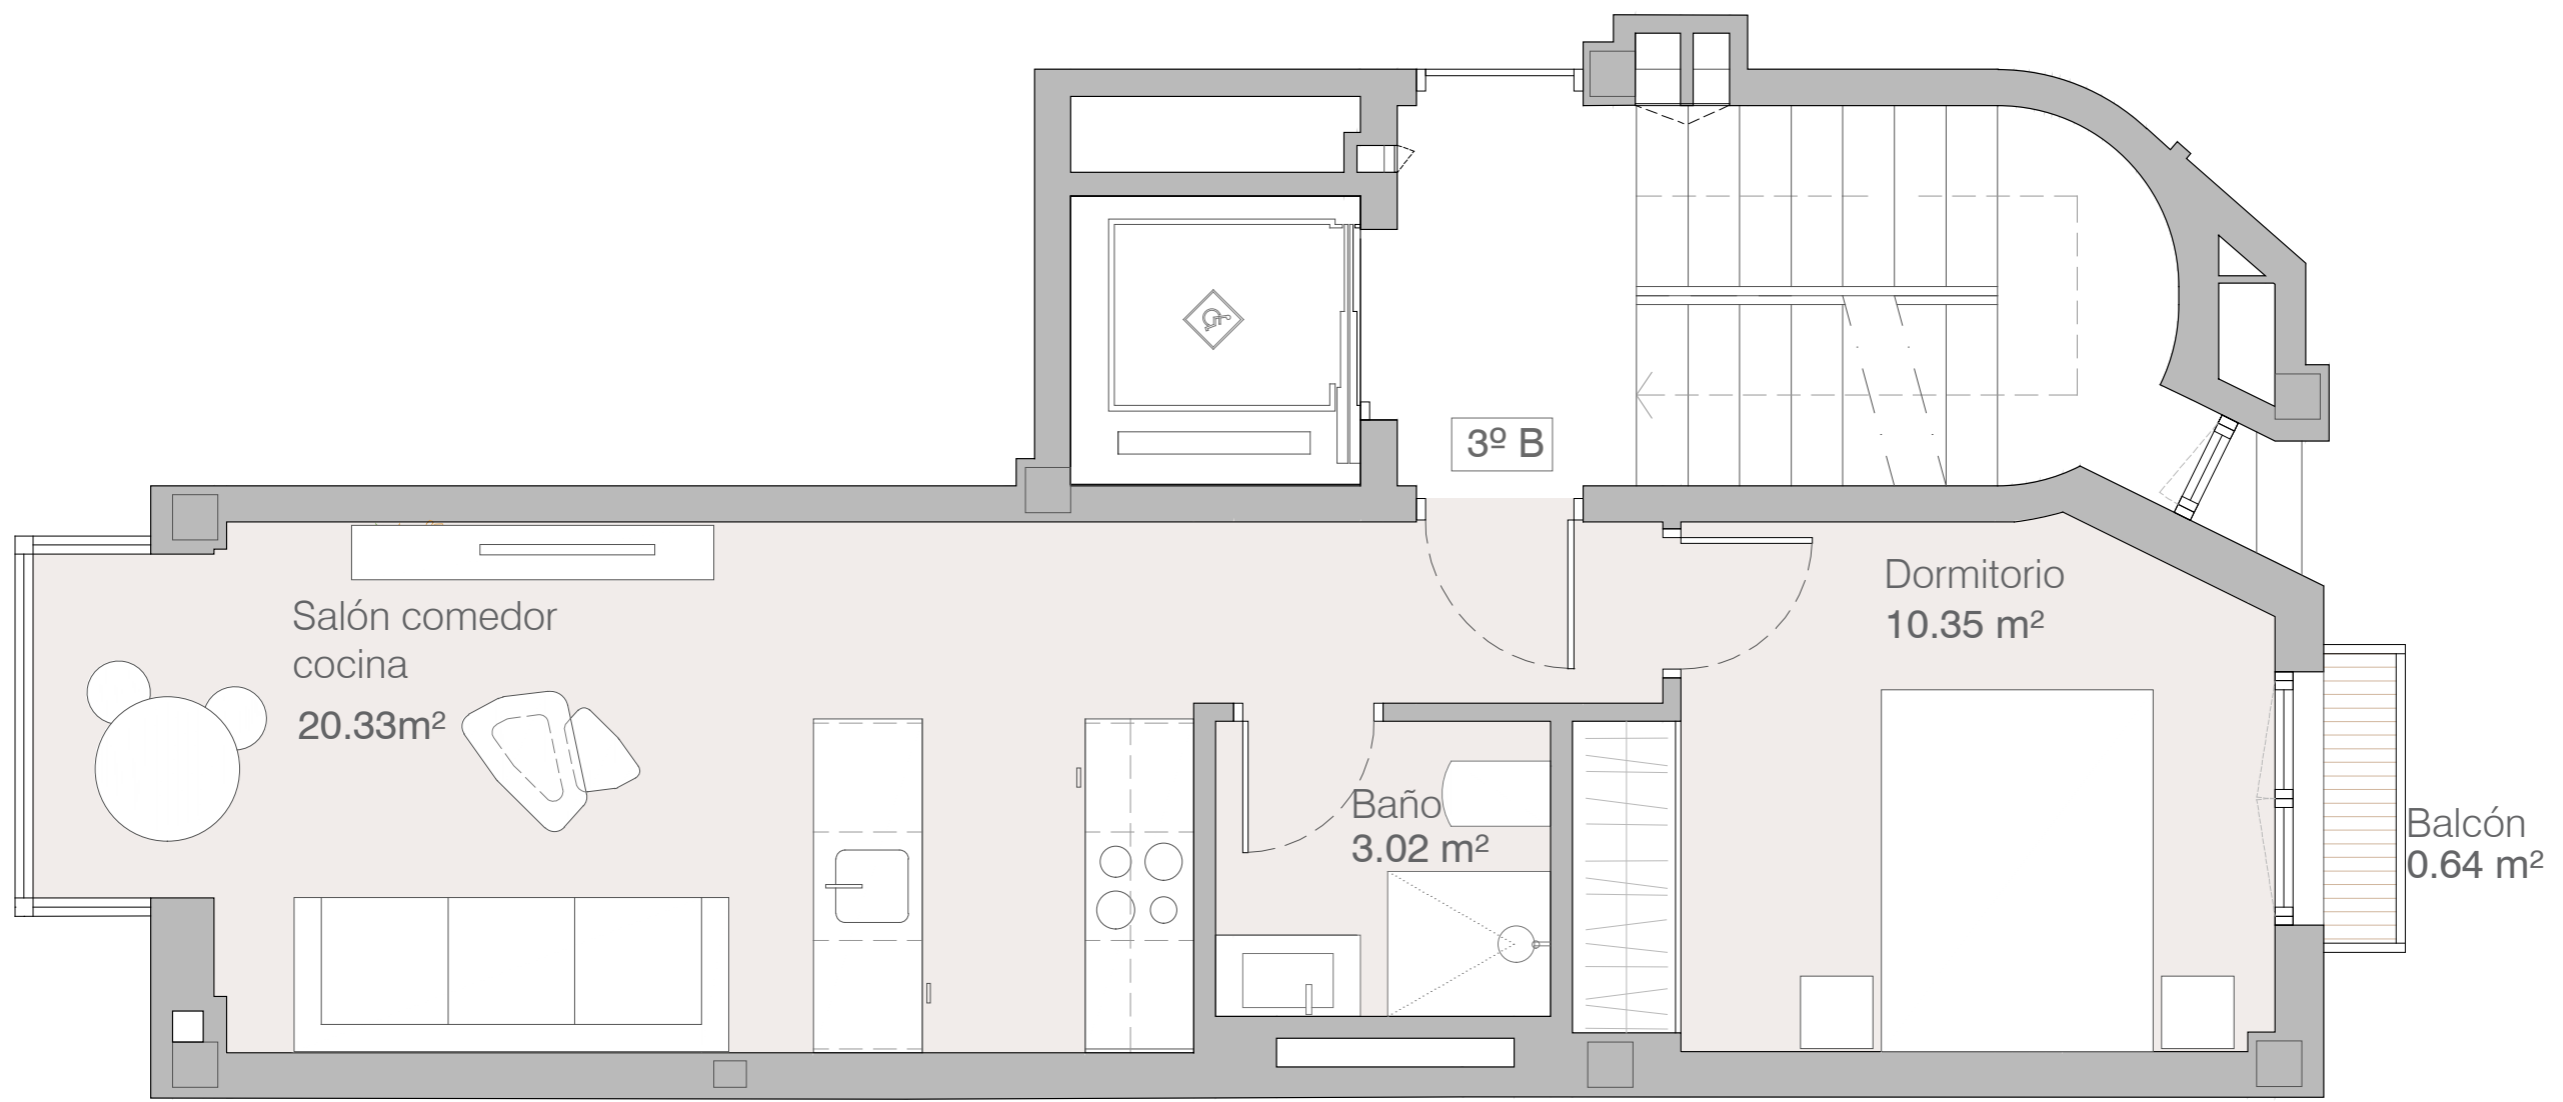 3º B
Salón comedor
cocina
20.33m²
Dormitorio
10.35 m²
Baño
3.02 m²
Balcón
0.64 m²